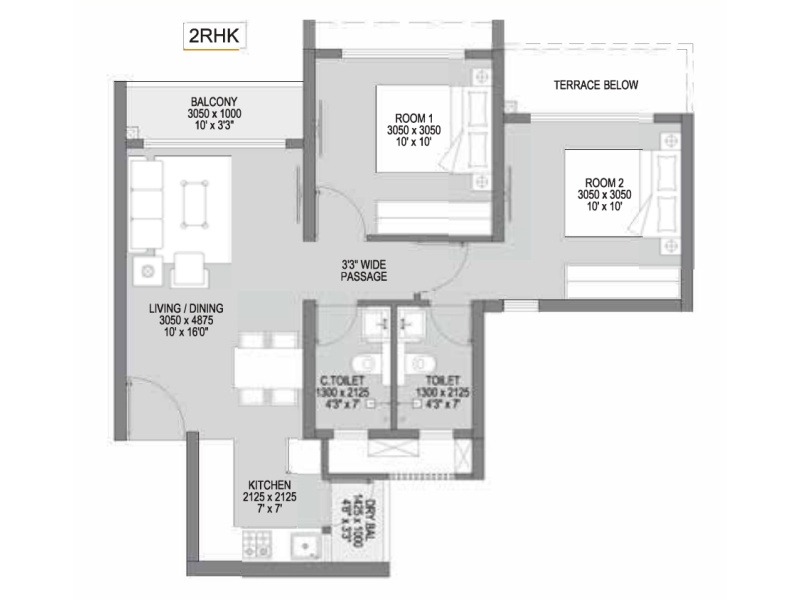 2RHK
BALCONY
3050 x 1000
10' x 3'3"
ROOM 1
3050 x 3050
10' x 10'
TERRACE BELOW
ROOM 2
3050 x 3050
10' x 10'
3'3" WIDE
PASSAGE
LIVING / DINING
3050 x 4875
10' x 16'0"
C.TOILET
1300 x 2125
4'3" x 7'
TOILET
1300 x 2125
4'3" x 7'
KITCHEN
2125 x 2125
7' x 7'
DRY BAL
1425 x 1000
4'8" x 3'3"